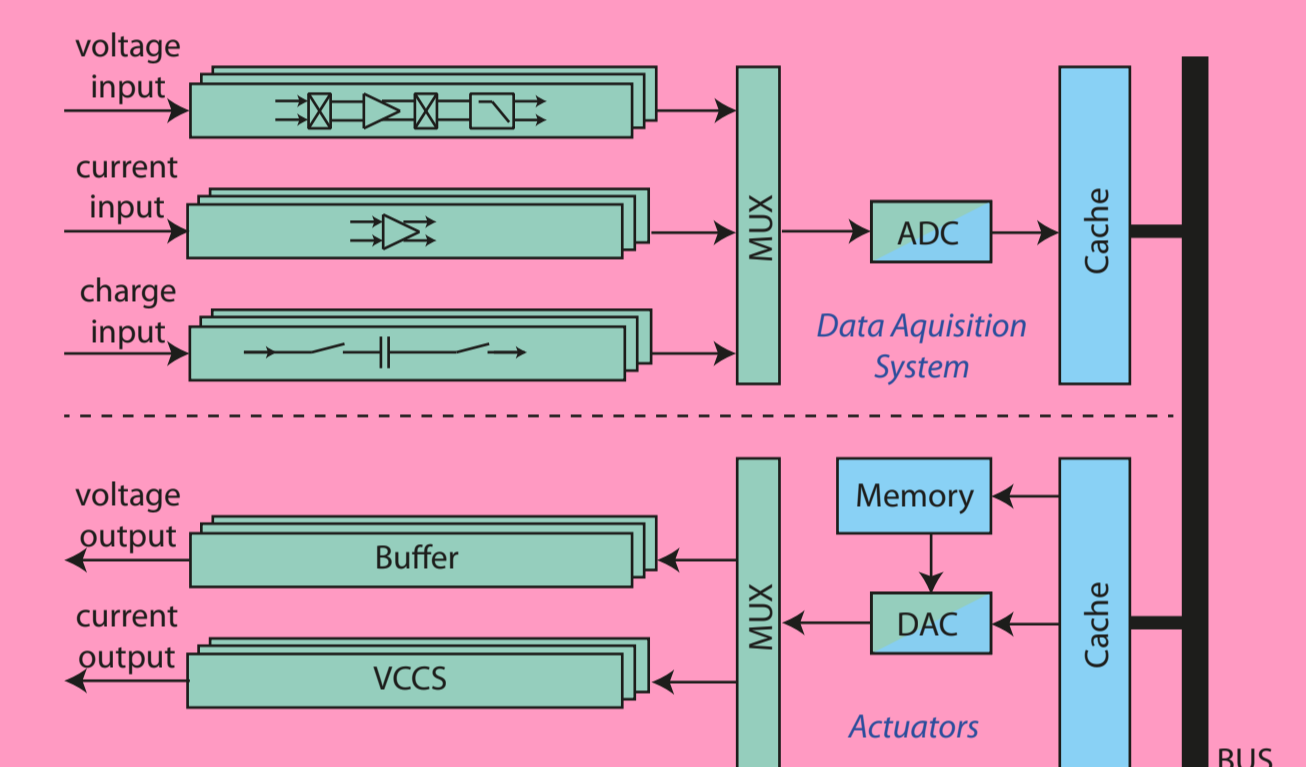 voltage
input
current
input
charge
input
MUX
ADC
Cache
Data Aquisition
System
voltage
output
Buffer
current
output
VCCS
MUX
Memory
DAC
Cache
Actuators
BUS